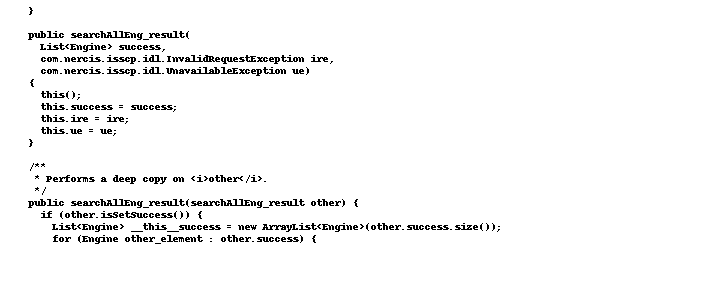 }
public searchAllEng_result(
List<Engine> success,
com.nercis.isscp.idl.InvalidRequestException ire,
com.nercis.isscp.idl.UnavailableException ue)
{
this();
this.success = success;
this.ire = ire;
this.ue = ue;
}
/**
* Performs a deep copy on <i>other</i>.
*/
public searchAllEng_result(searchAllEng_result other) {
if (other.isSetSuccess()) {
List<Engine> __this__success = new ArrayList<Engine>(other.success.size());
for (Engine other_element : other.success) {